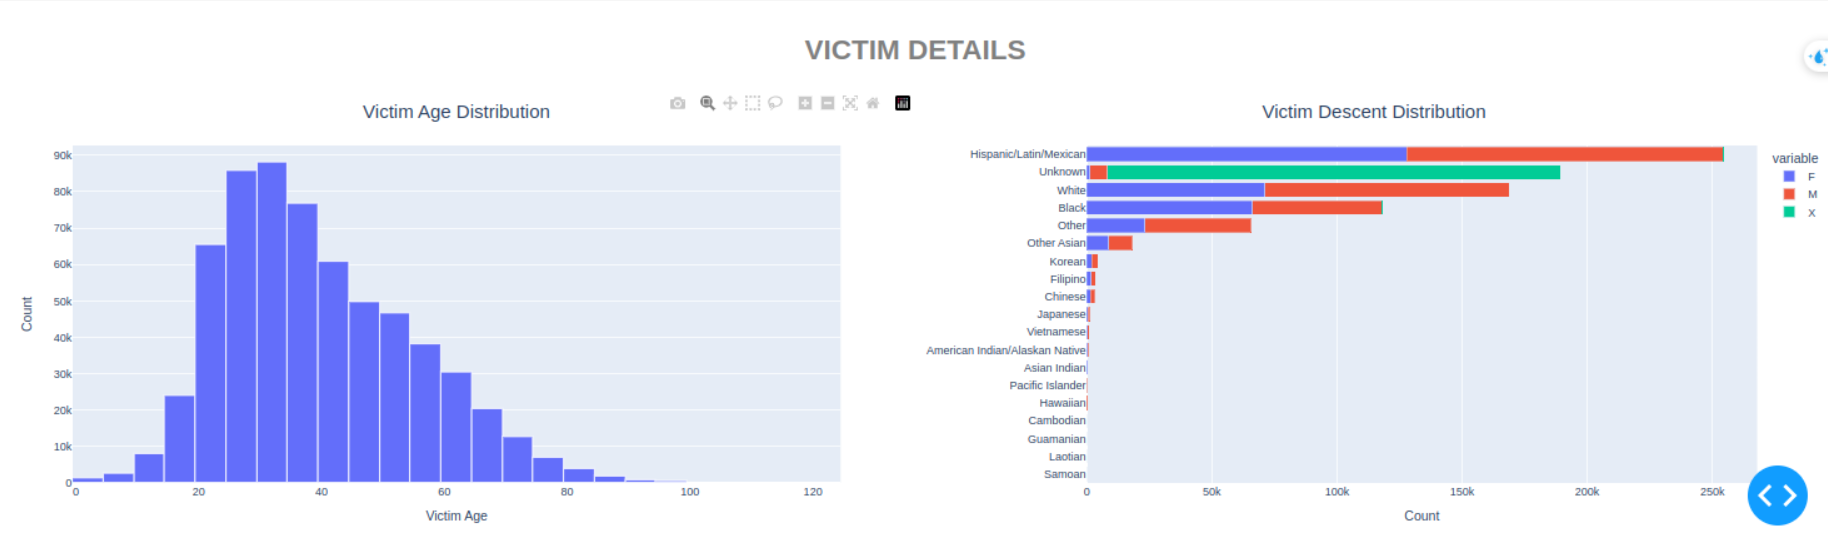 VICTIM DETAILS
Victim Age Distribution
90k
80k
70k
60k
50k
40k
30k
20k
10k
0
Count
0 20 40 60 80 100 120
Victim Age
Victim Descent Distribution
Hispanic/Latin/Mexican
Unknown
White
Black
Other
Other Asian
Korean
Filipino
Chinese
Japanese
Vietnamese
American Indian/Alaskan Native
Asian Indian
Pacific Islander
Hawaiian
Cambodian
Guamanian
Laotian
Samoan
0 50k 100k 150k 200k 250k
Count
variable
F
M
X